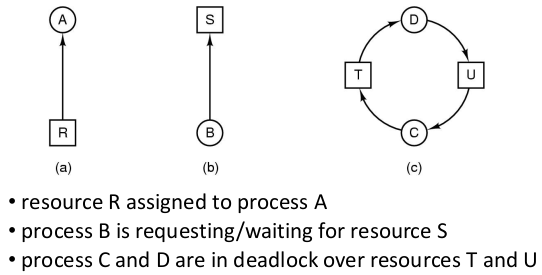 A
S
D
T
U
R
B
C
(a)
(b)
(c)
• resource R assigned to process A
• process B is requesting/waiting for resource S
• process C and D are in deadlock over resources T and U